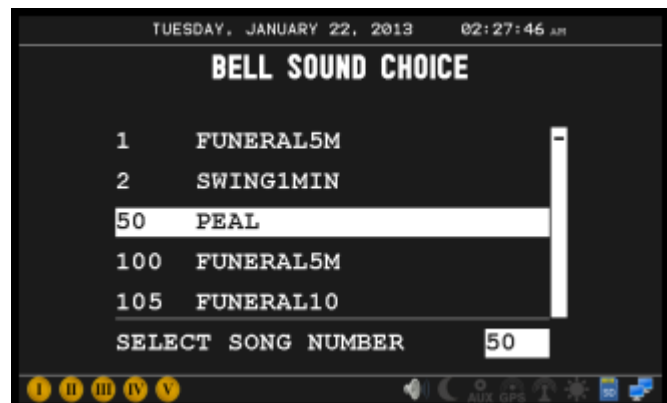 TUESDAY, JANUARY 22, 2013 02:27:46 AM
BELL SOUND CHOICE
1 FUNERAL5M
2 SWING1MIN
50 PEAL
100 FUNERAL5M
105 FUNERAL10
SELECT SONG NUMBER 50
I II III IV V AUX GPS SD